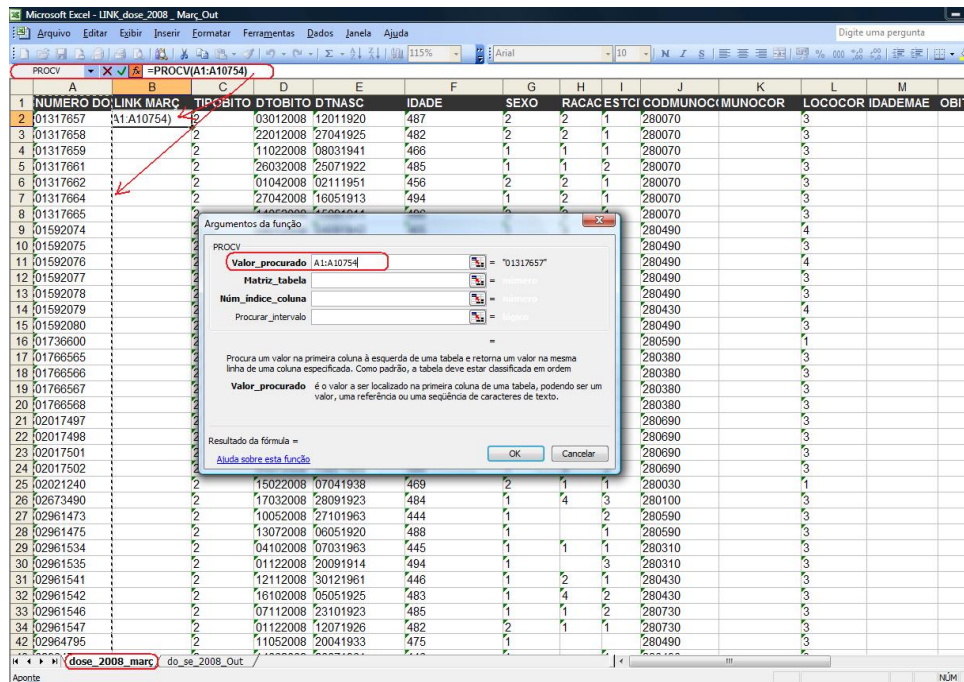 Microsoft Excel - LINK_dose_2008 _ Març_Out
Arquivo Editar Exibir Inserir Formatar Ferramentas Dados Janela Ajuda
Digite uma pergunta
115% Arial 10 N I S % 000
PROCV =PROCV(A1:A10754)
A B C D E F G H I J K L M
1 NUMERO DO LINK MARÇ TIPOBITO DTOBITO DTNASC IDADE SEXO RACAC ESTCI CODMUNOC MUNOCOR LOCOCOR IDADEMAE OBI
2 01317657 A1:A10754) 2 03012008 12011920 487 2 2 1 280070 3
3 01317658 2 22012008 27041925 482 2 2 1 280070 3
4 01317659 2 11022008 08031941 466 1 1 1 280070 3
5 01317661 2 26032008 25071922 485 1 1 2 280070 3
6 01317662 2 01042008 02111951 456 2 2 1 280070 3
7 01317664 2 27042008 16051913 494 1 2 1 280070 3
8 01317665 280070 3
9 01592074 280490 4
10 01592075 280490 3
11 01592076 280490 4
12 01592077 280490 3
13 01592078 280490 3
14 01592079 280430 4
15 01592080 280490 3
16 01736600 280590 1
17 01766565 280380 3
18 01766566 280380 3
19 01766567 280380 3
20 01766568 280380 3
21 02017497 280690 3
22 02017498 280690 3
23 02017501 280690 3
24 02017502 280690 3
Argumentos da função
PROCV
Valor_procurado A1:A10754 = "01317657"
Matriz_tabela = número
Núm_índice_coluna = número
Procurar_intervalo = lógico
=
Procura um valor na primeira coluna à esquerda de uma tabela e retorna um valor na mesma
linha de uma coluna especificada. Como padrão, a tabela deve estar classificada em ordem
Valor_procurado é o valor a ser localizado na primeira coluna de uma tabela, podendo ser um
valor, uma referência ou uma seqüência de caracteres de texto.
Resultado da fórmula =
Ajuda sobre esta função OK Cancelar
25 02021240 2 15022008 07041938 469 2 1 1 280030 1
26 02673490 2 17032008 28091923 484 1 4 3 280100 3
27 02961473 2 10052008 27101963 444 1 2 280590 3
28 02961475 2 13072008 06051920 488 1 1 280590 3
29 02961534 2 04102008 07031963 445 1 1 1 280310 3
30 02961535 2 01122008 20091914 494 1 3 280310 3
31 02961541 2 12112008 30121961 446 1 2 1 280430 3
32 02961542 2 16102008 05051925 483 1 4 2 280430 3
33 02961546 2 07112008 23101923 485 1 1 2 280730 3
34 02961547 2 01122008 12071926 482 2 1 1 280730 3
42 02964795 2 11052008 20041933 475 1 280490 3
dose_2008_març do_se_2008_Out
Aponte NÚM